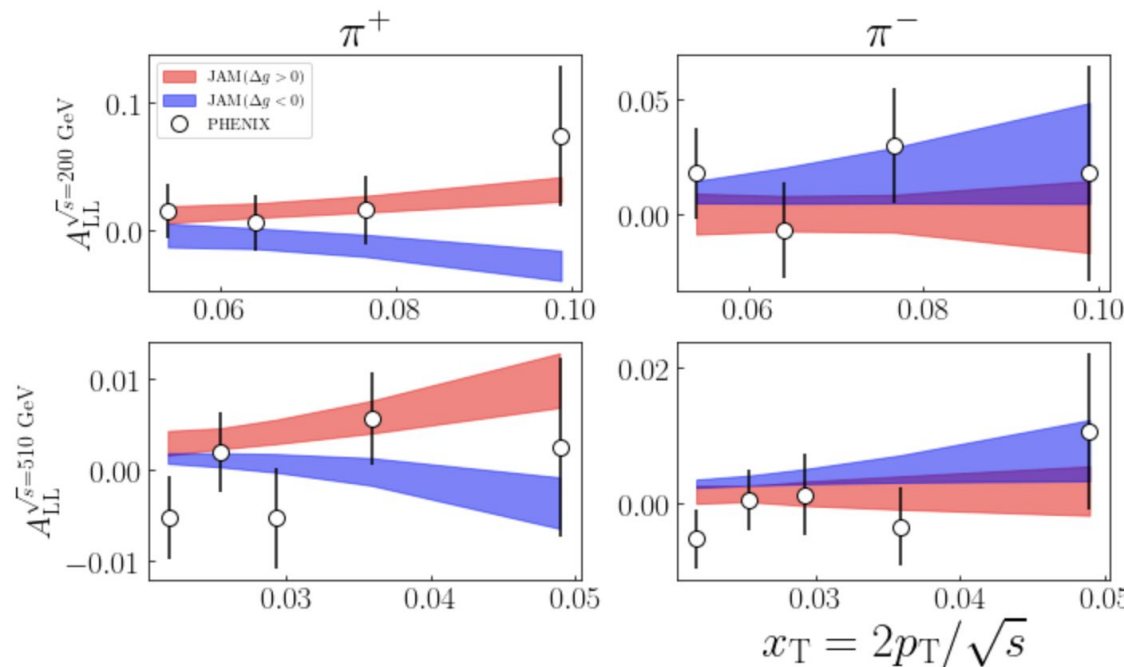 π⁺ π⁻
JAM (Δg > 0)
JAM (Δg < 0)
PHENIX
A_LL^√s=200 GeV
0.1
0.0
0.06 0.08 0.10
0.05
0.00
0.06 0.08 0.10
A_LL^√s=510 GeV
0.01
0.00
−0.01
0.03 0.04 0.05
0.02
0.00
0.03 0.04 0.05
x_T = 2p_T/√s